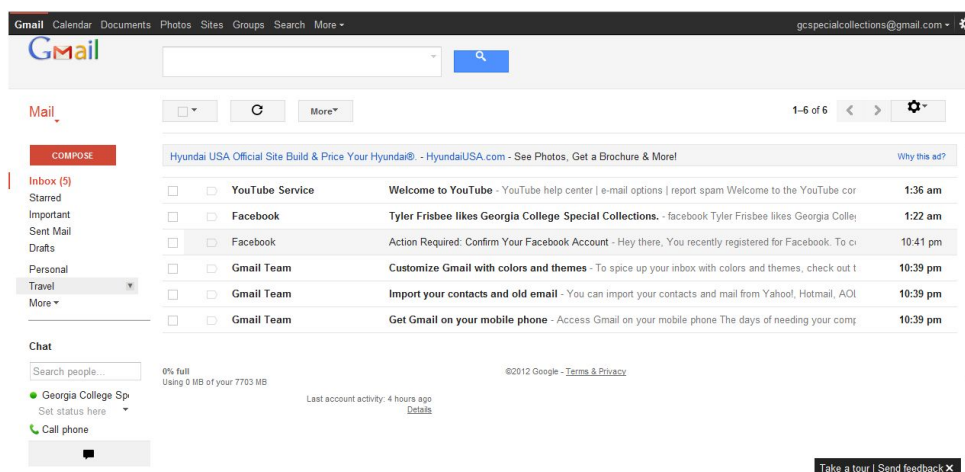 Gmail Calendar Documents Photos Sites Groups Search More gcspecialcollections@gmail.com
Gmail
Mail More 1–6 of 6
COMPOSE
Hyundai USA Official Site Build & Price Your Hyundai®. - HyundaiUSA.com - See Photos, Get a Brochure & More! Why this ad?
Inbox (5)
Starred
Important
Sent Mail
Drafts
Personal
Travel
More
YouTube Service Welcome to YouTube - YouTube help center | e-mail options | report spam Welcome to the YouTube cor 1:36 am
Facebook Tyler Frisbee likes Georgia College Special Collections. - facebook Tyler Frisbee likes Georgia Colle 1:22 am
Facebook Action Required: Confirm Your Facebook Account - Hey there, You recently registered for Facebook. To c 10:41 pm
Gmail Team Customize Gmail with colors and themes - To spice up your inbox with colors and themes, check out t 10:39 pm
Gmail Team Import your contacts and old email - You can import your contacts and mail from Yahoo!, Hotmail, AOL 10:39 pm
Gmail Team Get Gmail on your mobile phone - Access Gmail on your mobile phone The days of needing your comp 10:39 pm
Chat
Search people...
Georgia College Sp
Set status here
Call phone
0% full
Using 0 MB of your 7703 MB
©2012 Google - Terms & Privacy
Last account activity: 4 hours ago
Details
Take a tour | Send feedback X